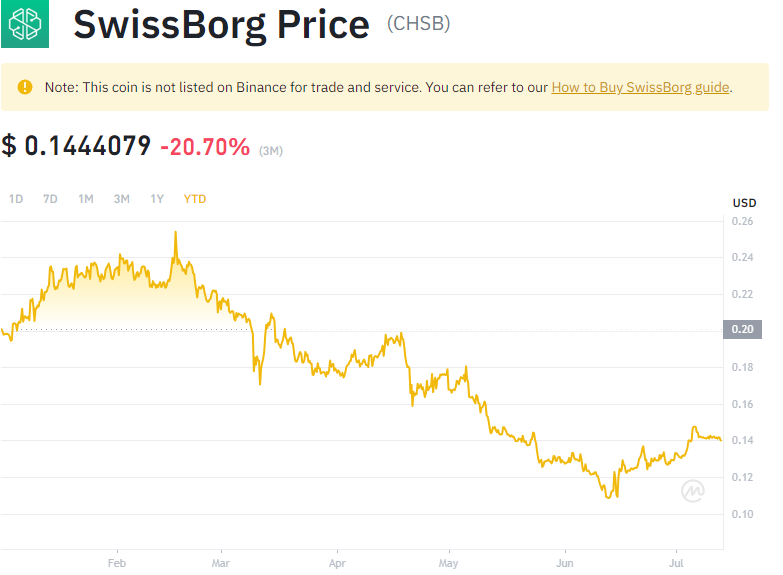 SwissBorg Price (CHSB)
Note: This coin is not listed on Binance for trade and service. You can refer to our How to Buy SwissBorg guide.
$ 0.1444079 -20.70% (3M)
1D 7D 1M 3M 1Y YTD
USD
0.26
0.24
0.22
0.20
0.18
0.16
0.14
0.12
0.10
Feb Mar Apr May Jun Jul